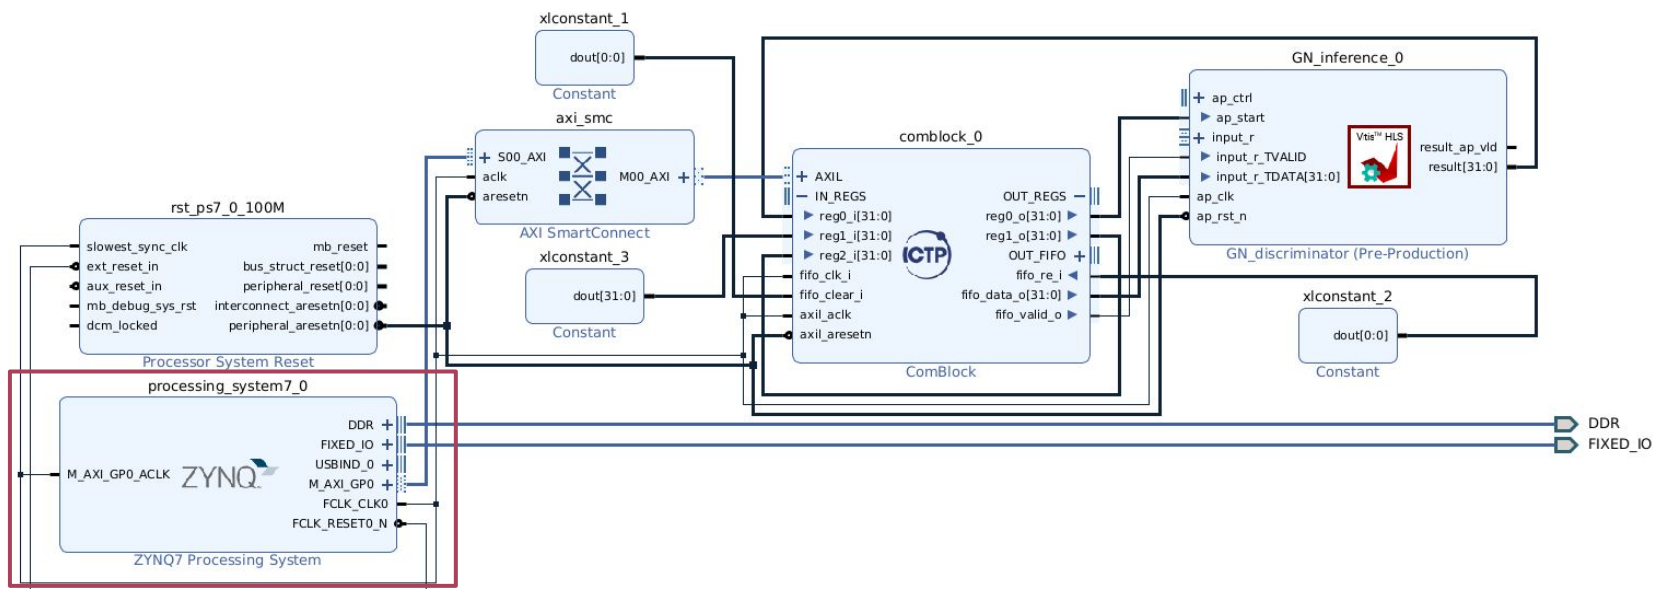 xlconstant_1
dout[0:0]
Constant
axi_smc
S00_AXI
aclk
aresetn
M00_AXI
AXI SmartConnect
rst_ps7_0_100M
slowest_sync_clk
ext_reset_in
aux_reset_in
mb_debug_sys_rst
dcm_locked
mb_reset
bus_struct_reset[0:0]
peripheral_reset[0:0]
interconnect_aresetn[0:0]
peripheral_aresetn[0:0]
Processor System Reset
xlconstant_3
dout[31:0]
Constant
comblock_0
AXIL
IN_REGS
reg0_i[31:0]
reg1_i[31:0]
reg2_i[31:0]
fifo_clk_i
fifo_clear_i
axil_aclk
axil_aresetn
ICTP
OUT_REGS
reg0_o[31:0]
reg1_o[31:0]
OUT_FIFO
fifo_re_i
fifo_data_o[31:0]
fifo_valid_o
ComBlock
GN_inference_0
ap_ctrl
ap_start
input_r
input_r_TVALID
input_r_TDATA[31:0]
ap_clk
ap_rst_n
Vitis™ HLS
result_ap_vld
result[31:0]
GN_discriminator (Pre-Production)
xlconstant_2
dout[0:0]
Constant
processing_system7_0
M_AXI_GP0_ACLK
ZYNQ
DDR
FIXED_IO
USBIND_0
M_AXI_GP0
FCLK_CLK0
FCLK_RESET0_N
ZYNQ7 Processing System
DDR
FIXED_IO